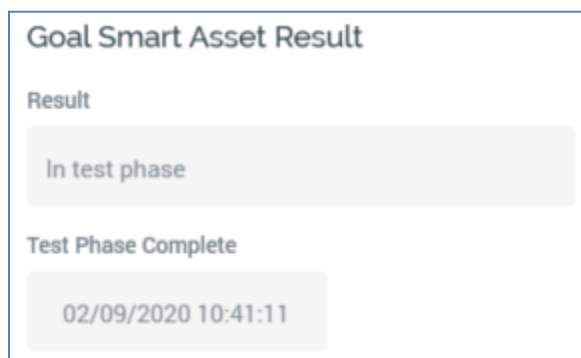 Goal Smart Asset Result
Result
In test phase
Test Phase Complete
02/09/2020 10:41:11